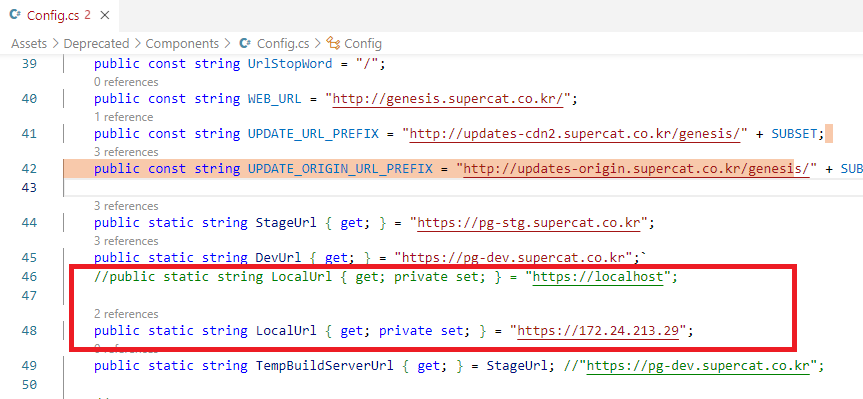 Config.cs 2 ×
Assets > Deprecated > Components > Config.cs > Config
39 public const string UrlStopWord = "/";
0 references
40 public const string WEB_URL = "http://genesis.supercat.co.kr/";
1 reference
41 public const string UPDATE_URL_PREFIX = "http://updates-cdn2.supercat.co.kr/genesis/" + SUBSET;
3 references
42 public const string UPDATE_ORIGIN_URL_PREFIX = "http://updates-origin.supercat.co.kr/genesis/" + SUB
43
3 references
44 public static string StageUrl { get; } = "https://pg-stg.supercat.co.kr";
3 references
45 public static string DevUrl { get; } = "https://pg-dev.supercat.co.kr";`
46 //public static string LocalUrl { get; private set; } = "https://localhost";
47
2 references
48 public static string LocalUrl { get; private set; } = "https://172.24.213.29";
references
49 public static string TempBuildServerUrl { get; } = StageUrl; //"https://pg-dev.supercat.co.kr";
50